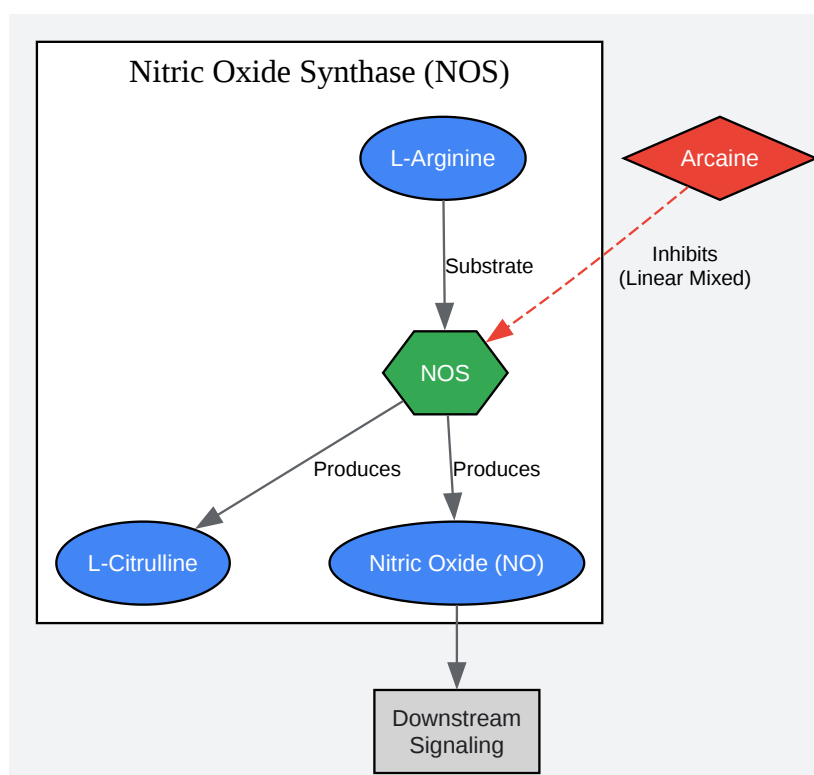 Nitric Oxide Synthase (NOS)
L-Arginine
Arcaine
Substrate
Inhibits
(Linear Mixed)
NOS
Produces
Produces
L-Citrulline
Nitric Oxide (NO)
Downstream
Signaling